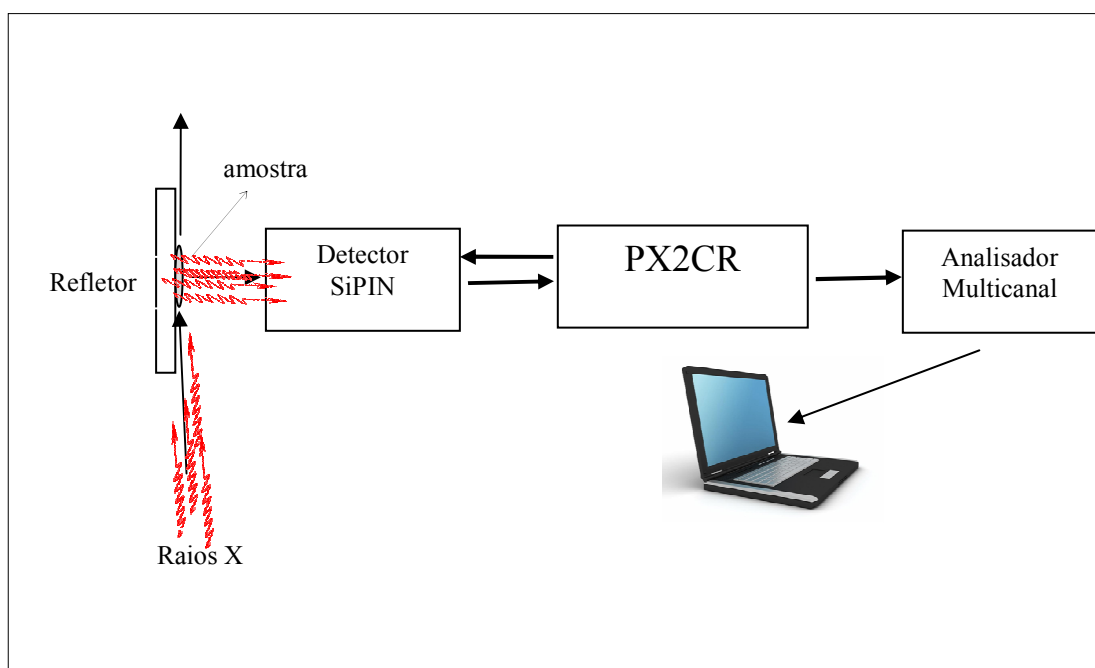 amostra
Refletor
Detector
SiPIN
PX2CR
Analisador
Multicanal
Raios X